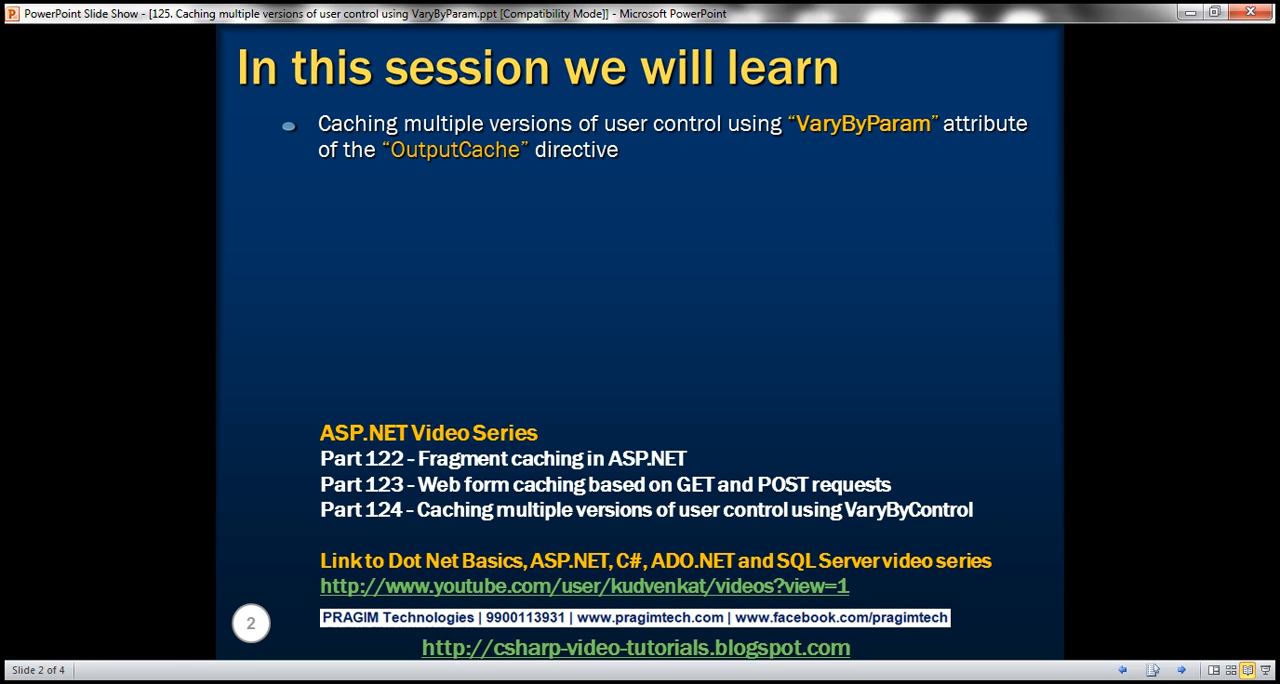 PowerPoint Slide Show - [125. Caching multiple versions of user control using VaryByParam.ppt [Compatibility Mode]] - Microsoft PowerPoint
In this session we will learn
Caching multiple versions of user control using “VaryByParam” attribute
of the “OutputCache” directive
ASP.NET Video Series
Part 122 - Fragment caching in ASP.NET
Part 123 - Web form caching based on GET and POST requests
Part 124 - Caching multiple versions of user control using VaryByControl
Link to Dot Net Basics, ASP.NET, C#, ADO.NET and SQL Server video series
http://www.youtube.com/user/kudvenkat/videos?view=1
2
PRAGIM Technologies | 9900113931 | www.pragimtech.com | www.facebook.com/pragimtech
http://csharp-video-tutorials.blogspot.com
Slide 2 of 4